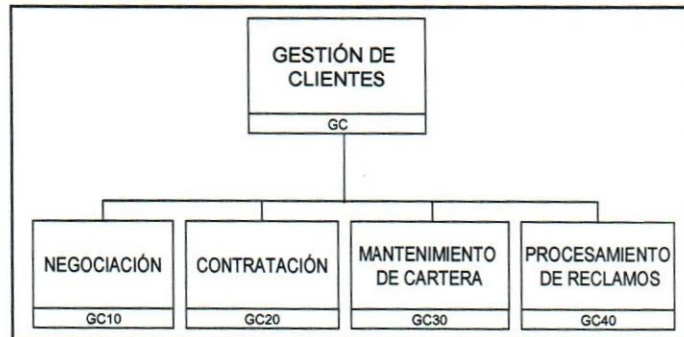 GESTIÓN DE
CLIENTES
GC
NEGOCIACIÓN
GC10
CONTRATACIÓN
GC20
MANTENIMIENTO
DE CARTERA
GC30
PROCESAMIENTO
DE RECLAMOS
GC40